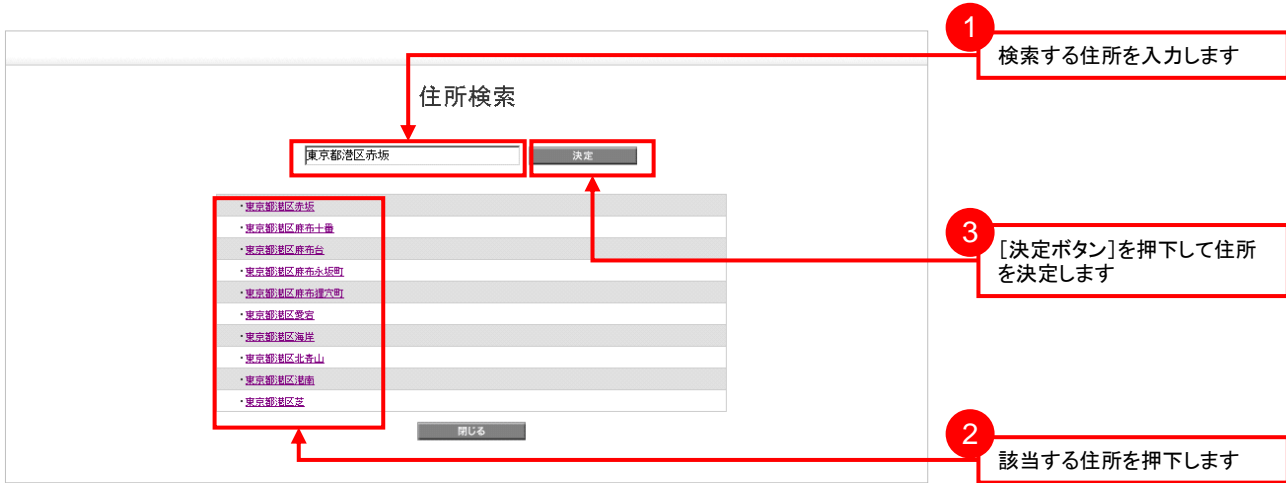 1
検索する住所を入力します
住所検索
東京都港区赤坂
決定
・東京都港区赤坂
・東京都港区麻布十番
・東京都港区麻布台
・東京都港区麻布永坂町
・東京都港区麻布狸穴町
・東京都港区愛宕
・東京都港区海岸
・東京都港区北青山
・東京都港区港南
・東京都港区芝
閉じる
3
[決定ボタン]を押下して住所
を決定します
2
該当する住所を押下します